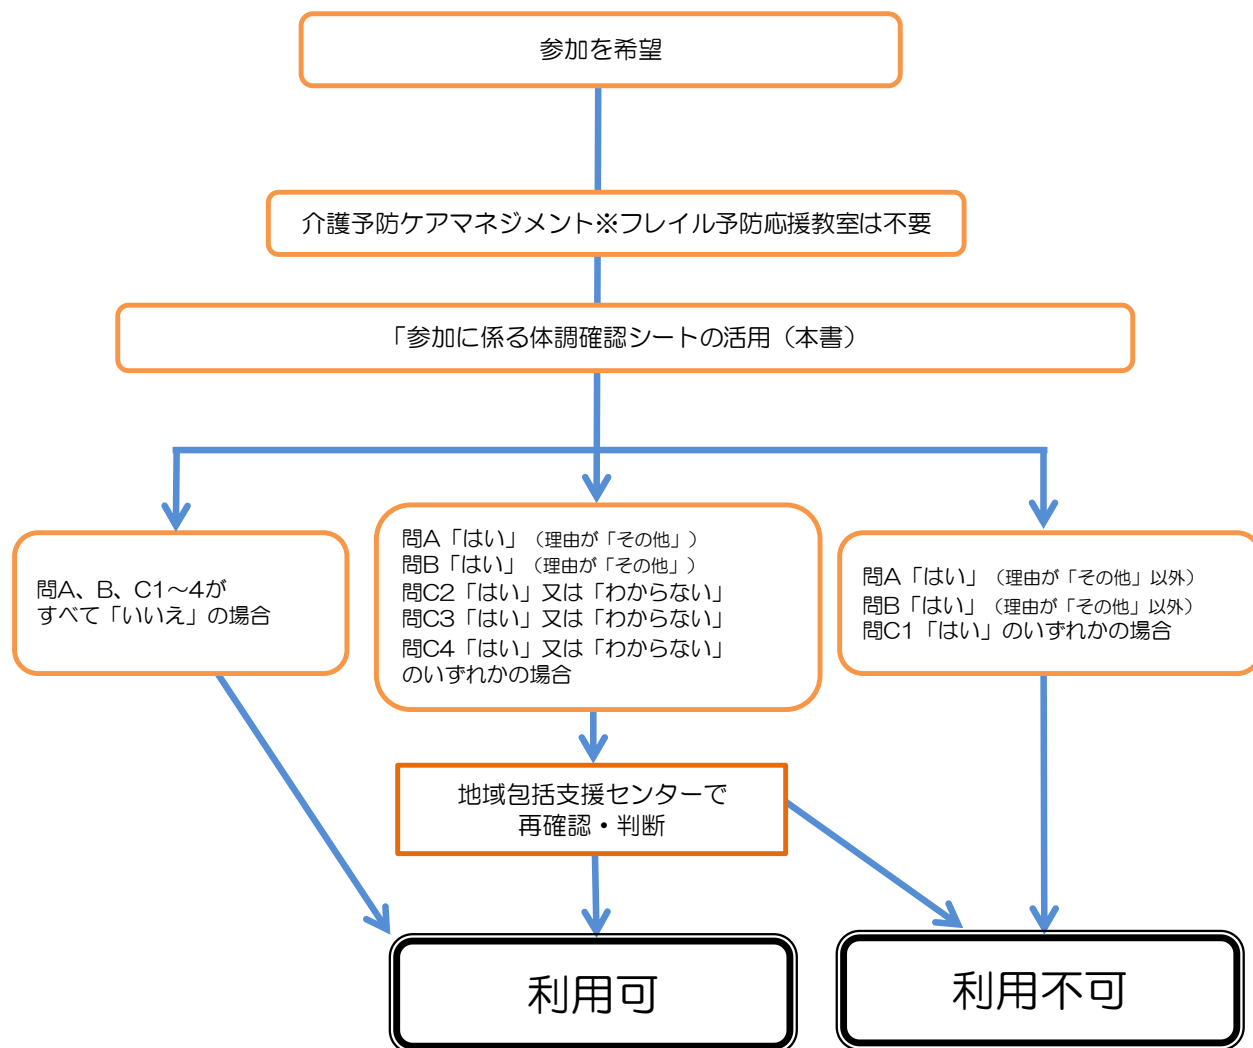 参加を希望
介護予防ケアマネジメント※フレイル予防応援教室は不要
「参加に係る体調確認シートの活用（本書）
問A、B、C1～4が
すべて「いいえ」の場合
問A「はい」（理由が「その他」）
問B「はい」（理由が「その他」）
問C2「はい」又は「わからない」
問C3「はい」又は「わからない」
問C4「はい」又は「わからない」
のいずれかの場合
問A「はい」（理由が「その他」以外）
問B「はい」（理由が「その他」以外）
問C1「はい」のいずれかの場合
地域包括支援センターで
再確認・判断
利用可
利用不可